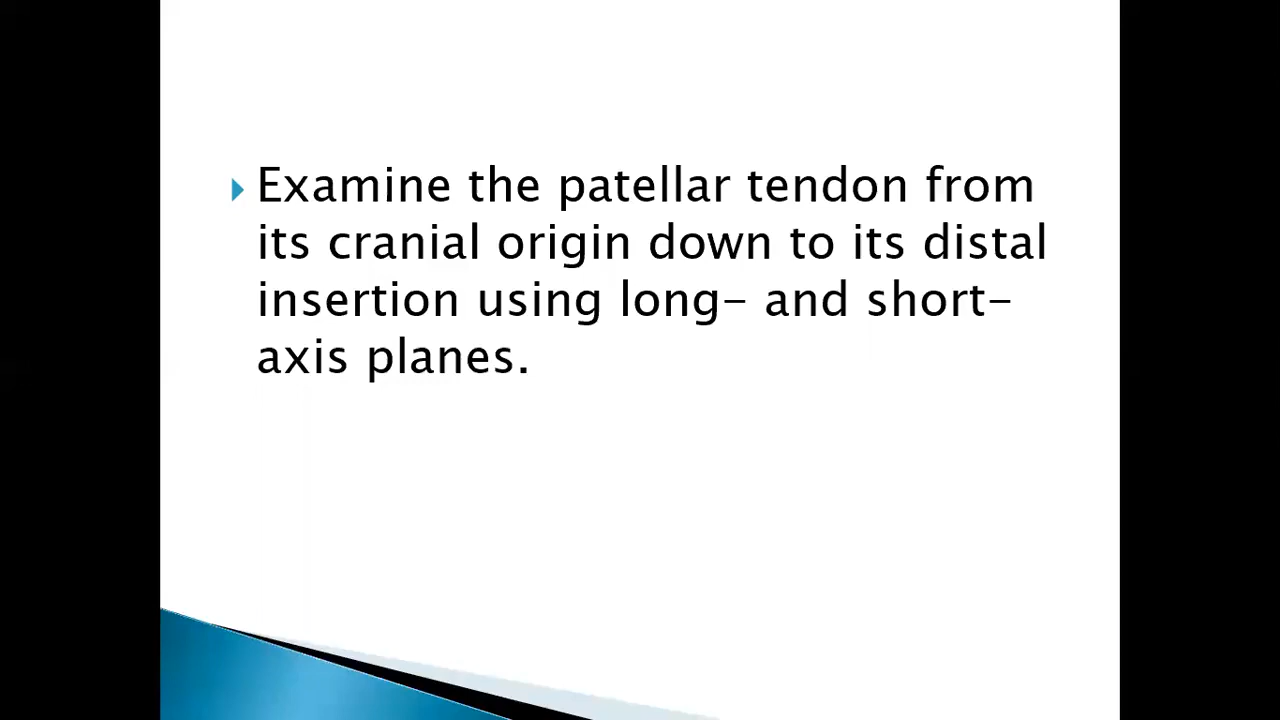 Examine the patellar tendon from
its cranial origin down to its distal
insertion using long- and short-
axis planes.